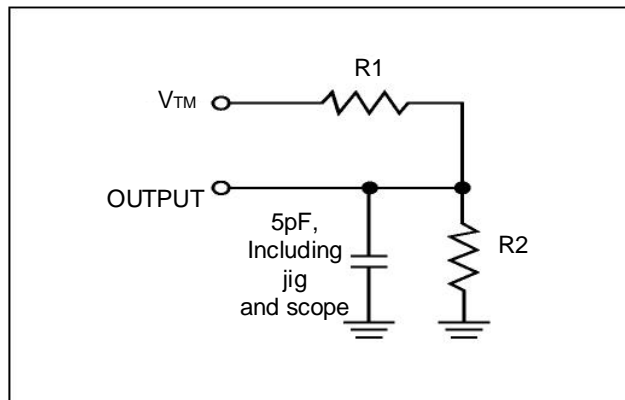 R1
VTM
OUTPUT
5pF,
Including
jig
and scope
R2